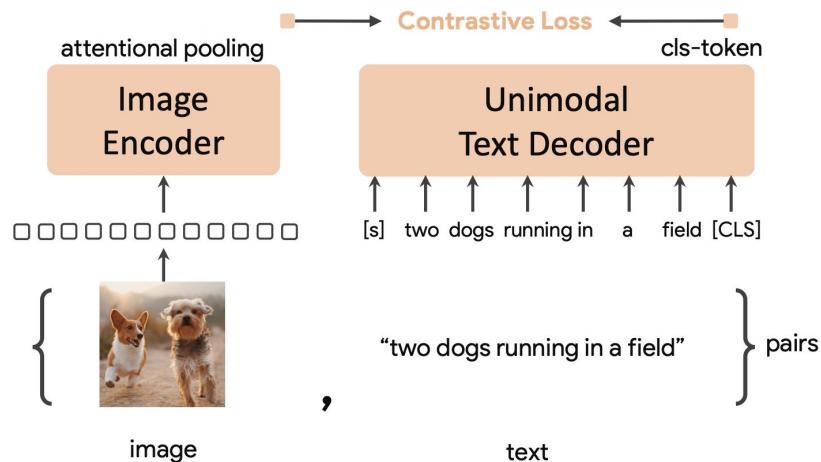 Contrastive Loss
attentional pooling
cls-token
Image
Encoder
Unimodal
Text Decoder
[s] two dogs running in a field [CLS]
“two dogs running in a field”
pairs
,
image
text